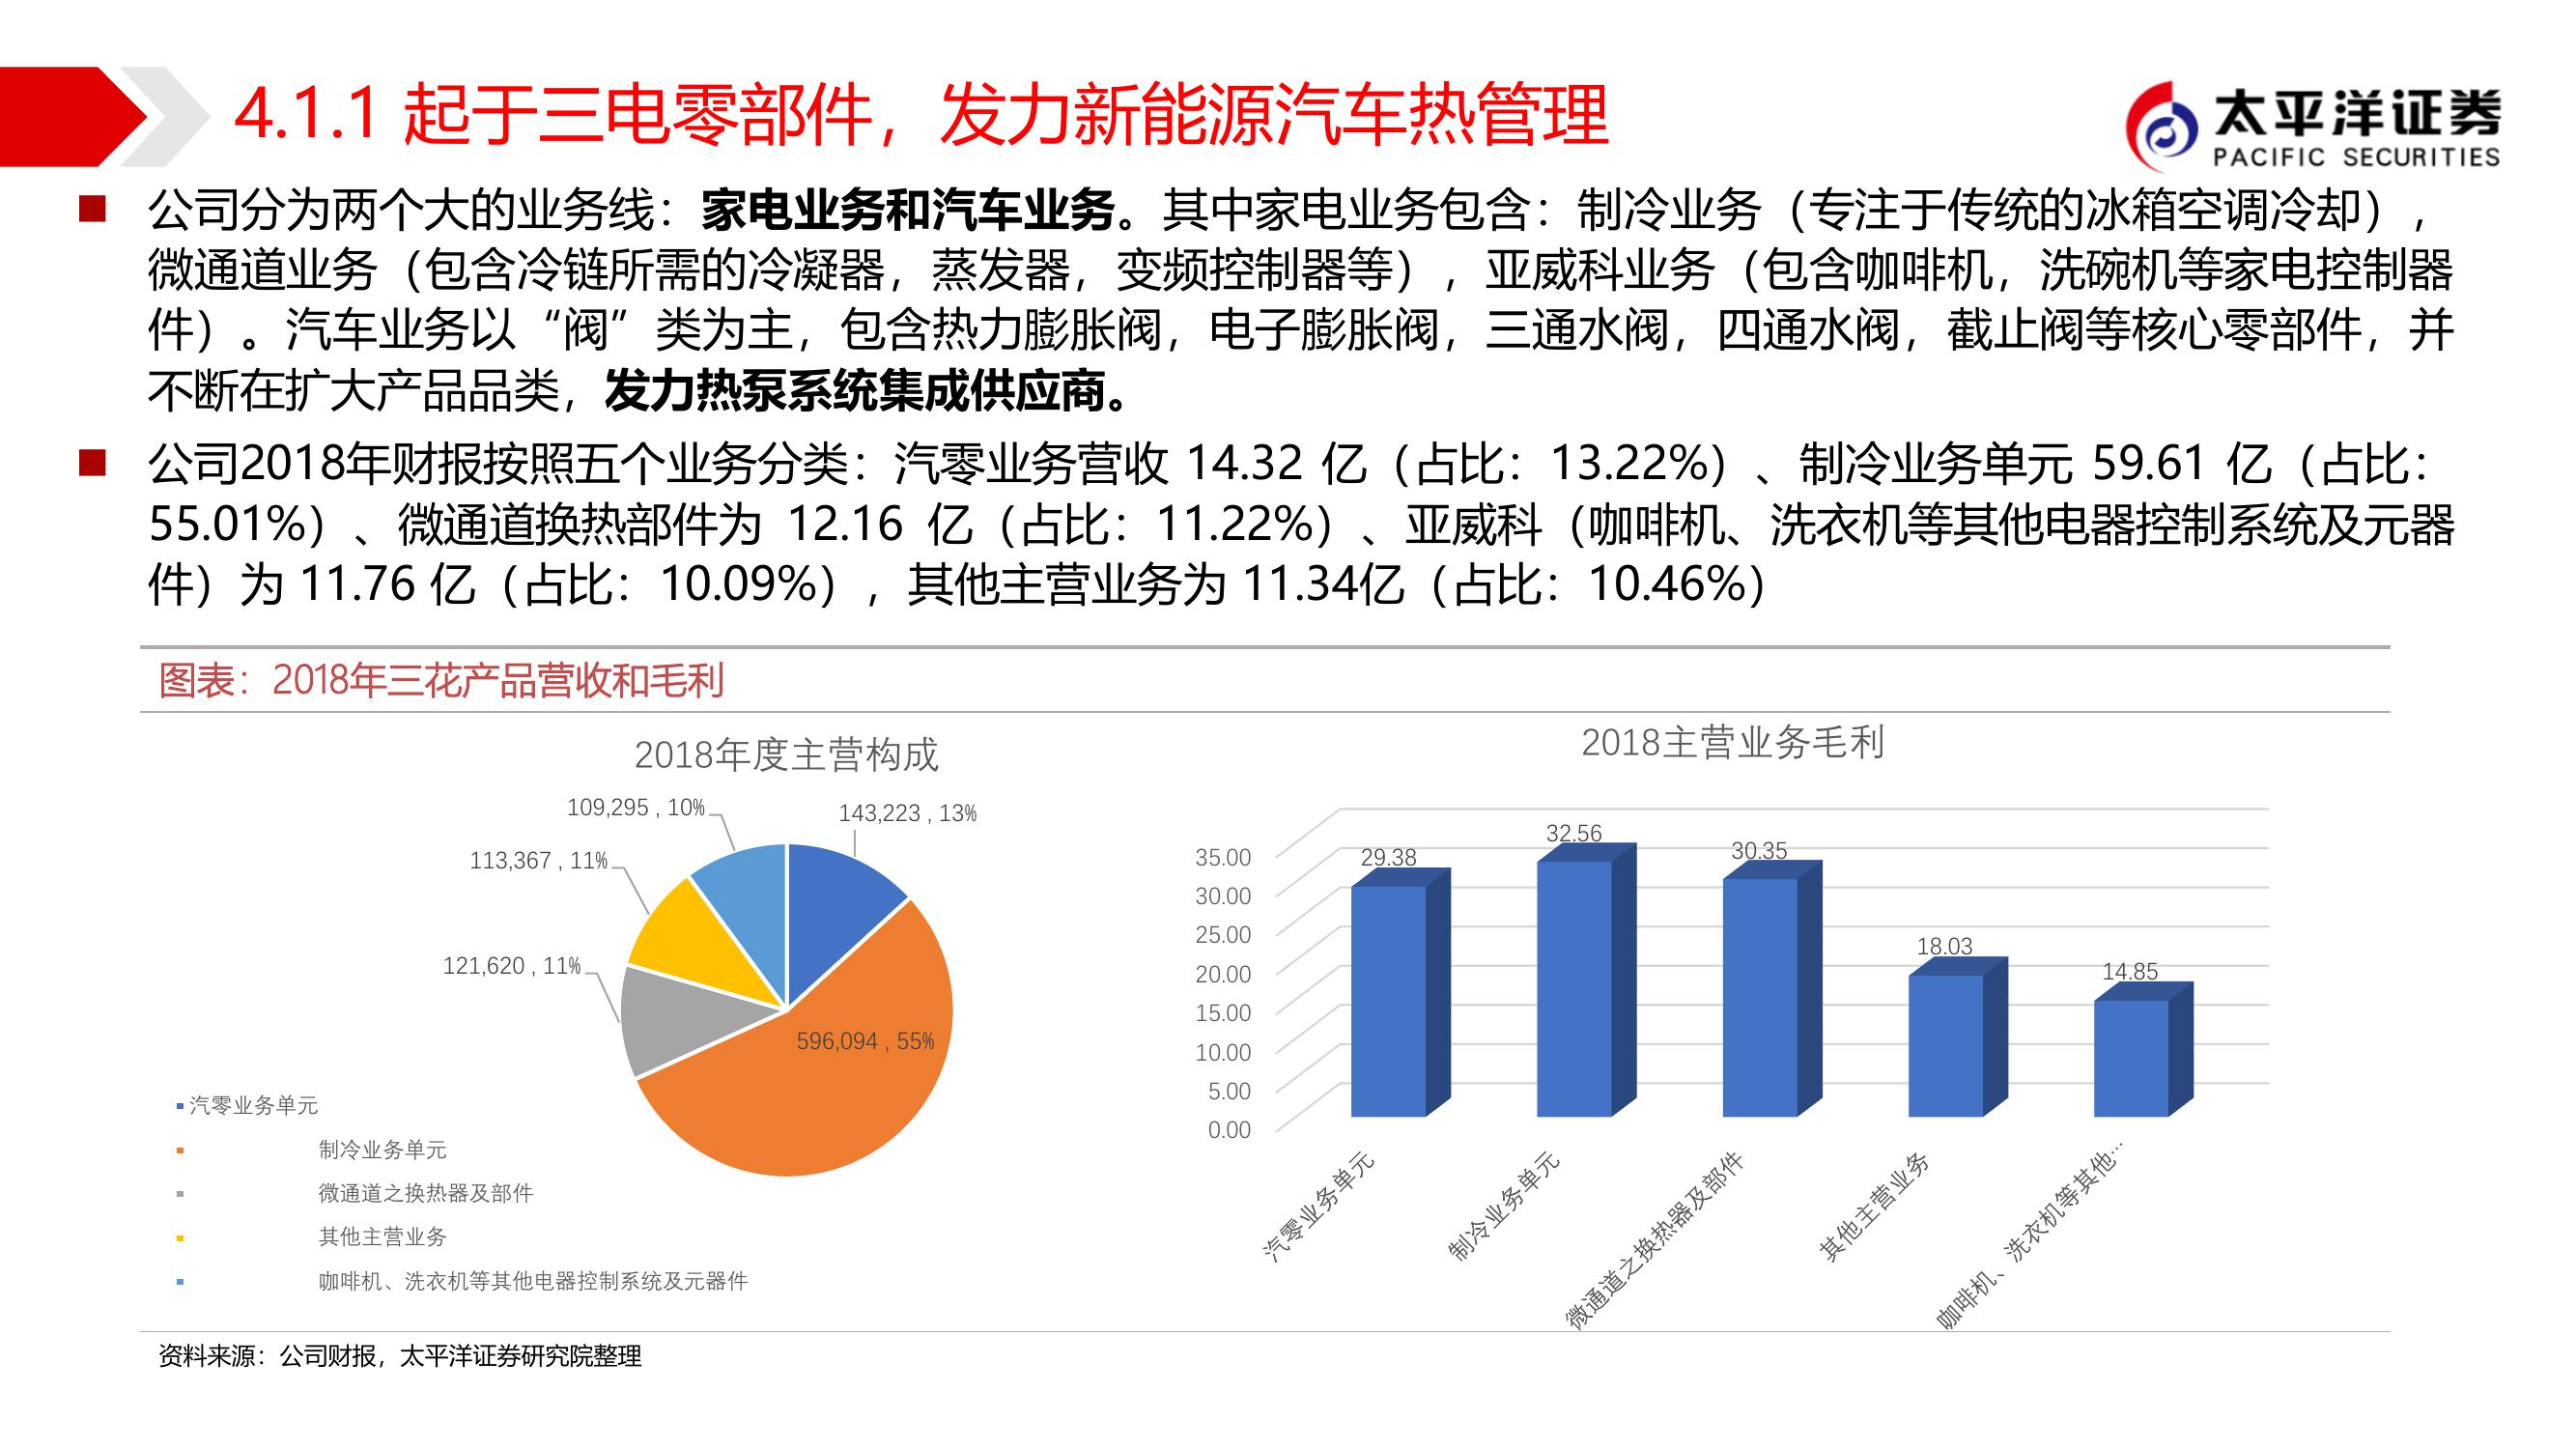 4.1.1 起于三电零部件，发力新能源汽车热管理
太平洋证券
PACIFIC SECURITIES
公司分为两个大的业务线：家电业务和汽车业务。其中家电业务包含：制冷业务（专注于传统的冰箱空调冷却），
微通道业务（包含冷链所需的冷凝器，蒸发器，变频控制器等），亚威科业务（包含咖啡机，洗碗机等家电控制器
件）。汽车业务以“阀”类为主，包含热力膨胀阀，电子膨胀阀，三通水阀，四通水阀，截止阀等核心零部件，并
不断在扩大产品品类，发力热泵系统集成供应商。
公司2018年财报按照五个业务分类：汽零业务营收 14.32 亿（占比：13.22%）、制冷业务单元 59.61 亿（占比：
55.01%）、微通道换热部件为 12.16 亿（占比：11.22%）、亚威科（咖啡机、洗衣机等其他电器控制系统及元器
件）为 11.76 亿（占比：10.09%），其他主营业务为 11.34亿（占比：10.46%）
图表：2018年三花产品营收和毛利
2018年度主营构成
109,295 , 10%
143,223 , 13%
113,367 , 11%
121,620 , 11%
596,094 , 55%
汽零业务单元
制冷业务单元
微通道之换热器及部件
其他主营业务
咖啡机、洗衣机等其他电器控制系统及元器件
2018主营业务毛利
35.00
30.00
25.00
20.00
15.00
10.00
5.00
0.00
29.38
32.56
30.35
18.03
14.85
汽零业务单元
制冷业务单元
微通道之换热器及部件
其他主营业务
咖啡机、洗衣机等其他…
资料来源：公司财报，太平洋证券研究院整理